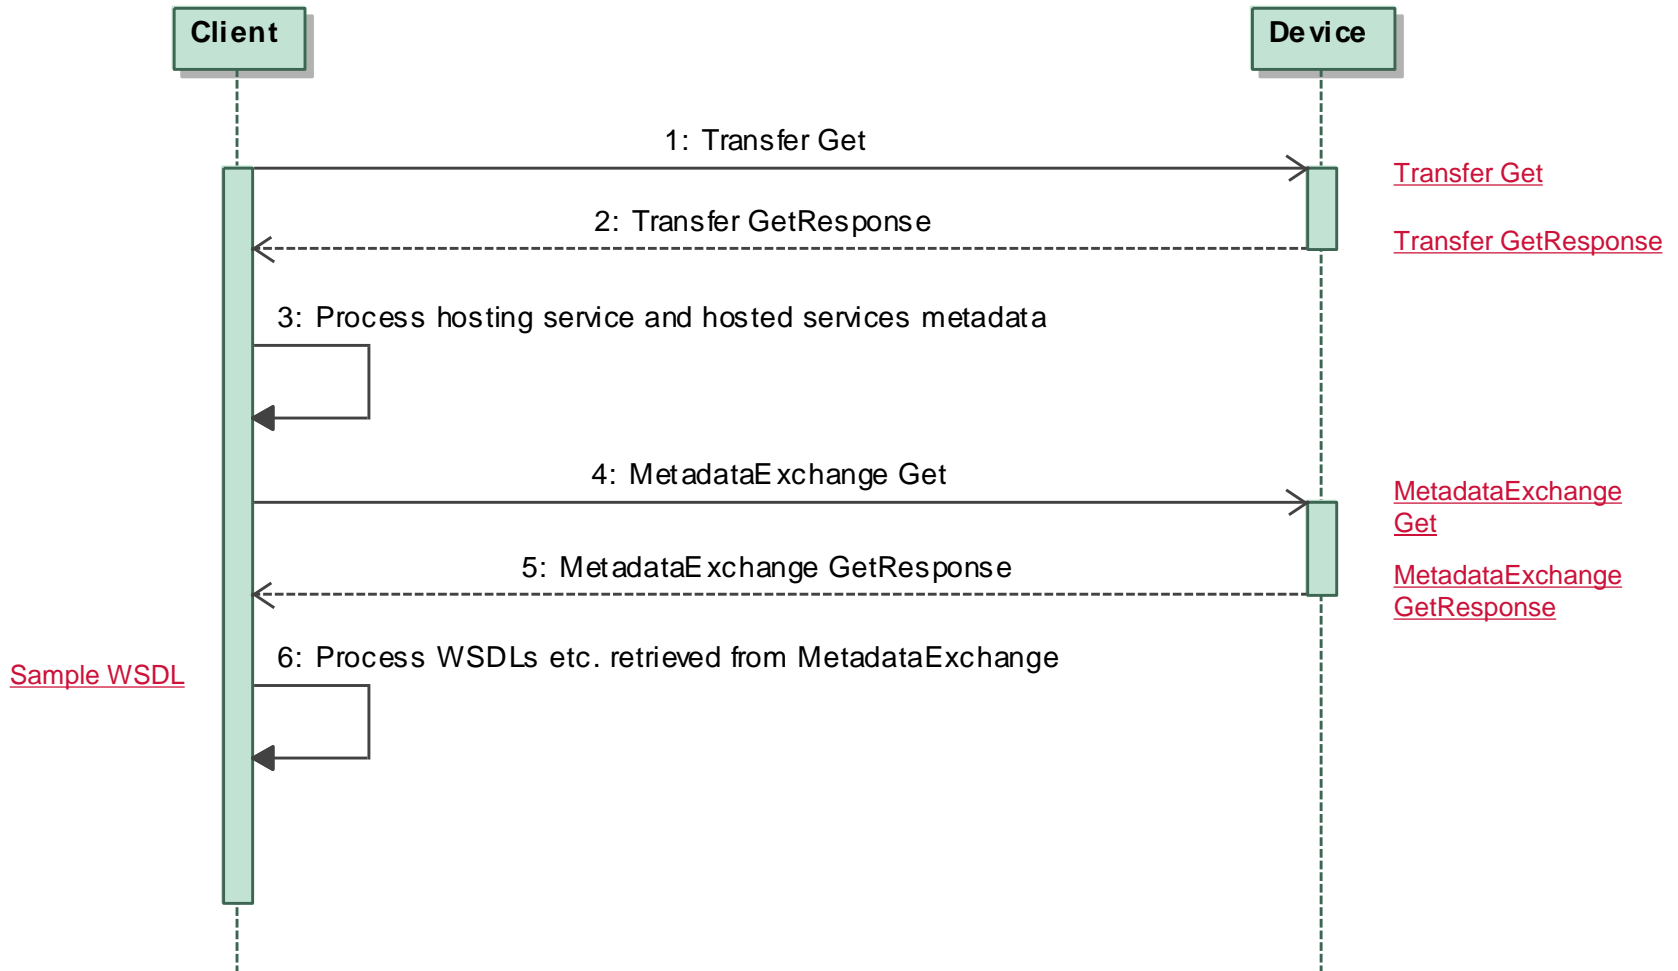 Client
Device
1: Transfer Get
Transfer Get
2: Transfer GetResponse
Transfer GetResponse
3: Process hosting service and hosted services metadata
4: MetadataExchange Get
MetadataExchange
Get
5: MetadataExchange GetResponse
MetadataExchange
GetResponse
6: Process WSDLs etc. retrieved from MetadataExchange
Sample WSDL